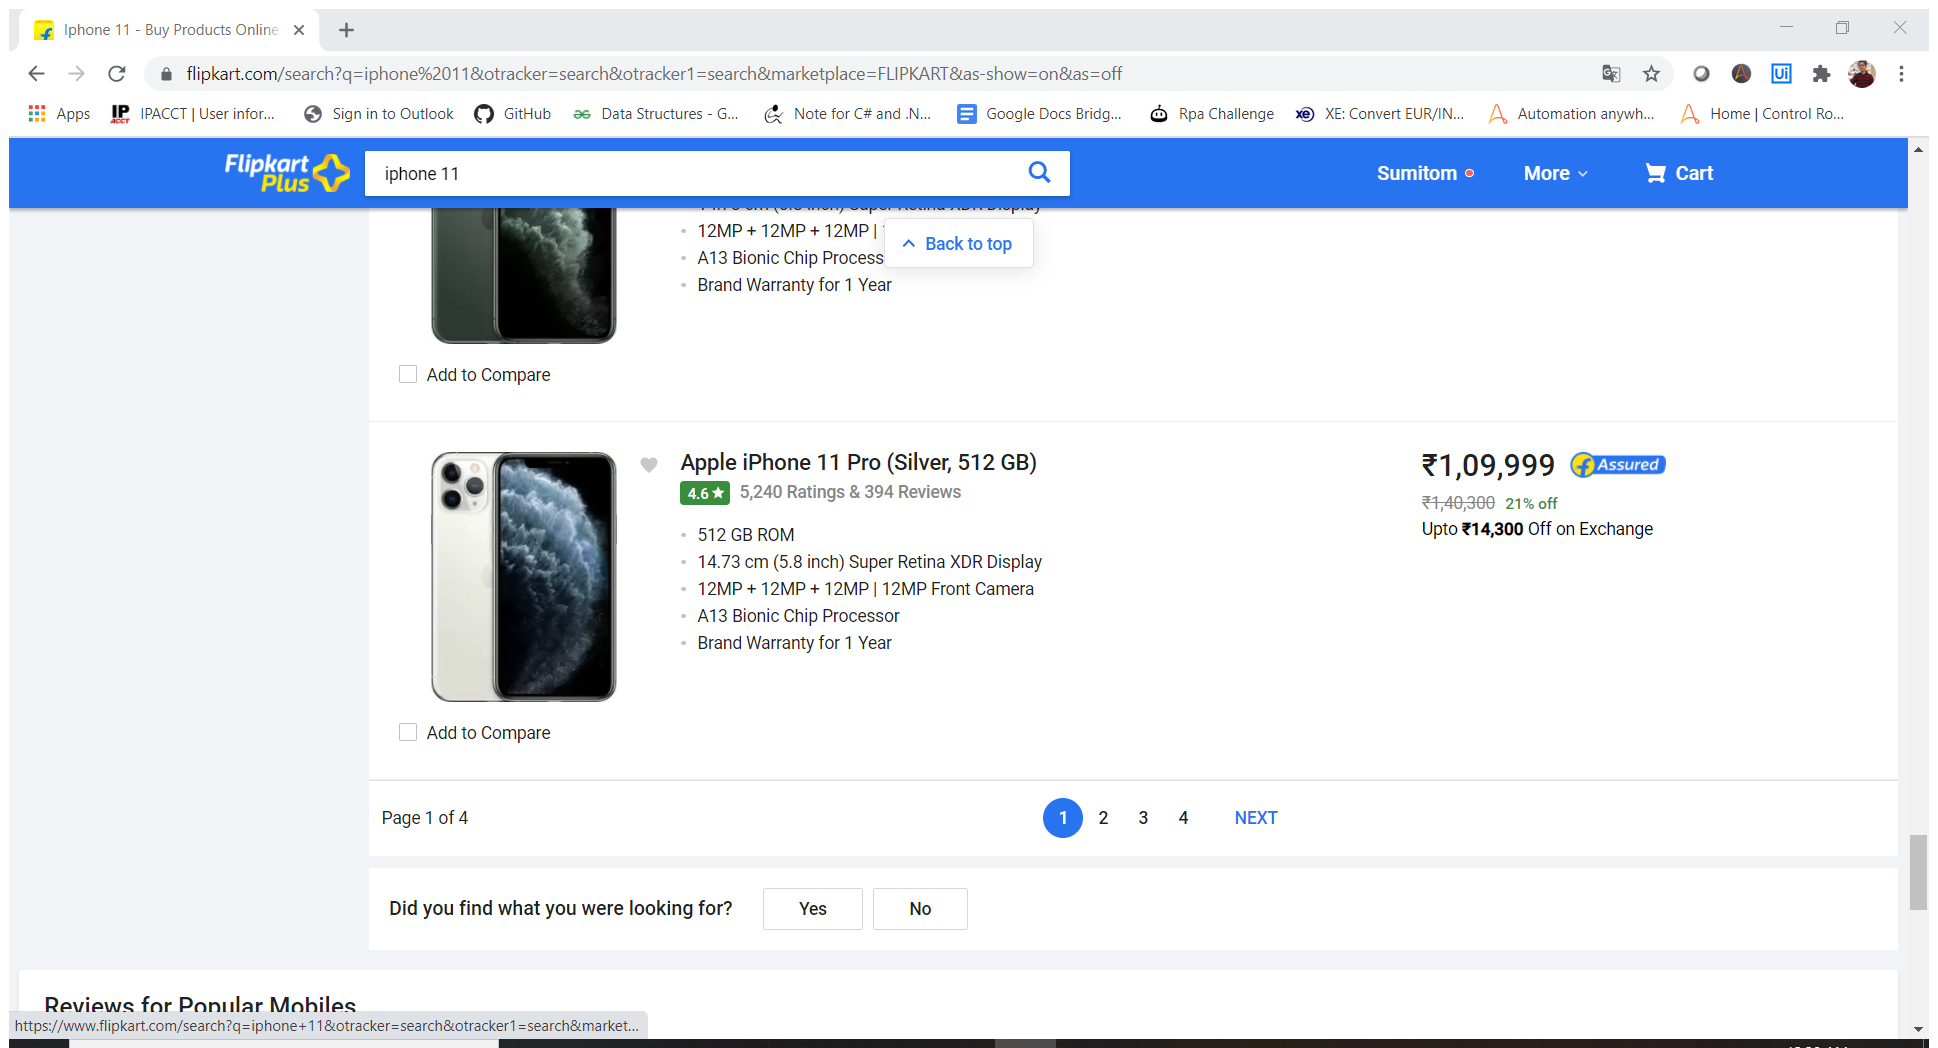 Iphone 11 - Buy Products Online
flipkart.com/search?q=iphone%2011&otracker=search&otracker1=search&marketplace=FLIPKART&as-show=on&as=off
Apps
IP ACCT IPACCT | User infor...
Sign in to Outlook
GitHub
Data Structures - G...
Note for C# and .N...
Google Docs Bridg...
Rpa Challenge
xe XE: Convert EUR/IN...
Automation anywh...
Home | Control Ro...
Ui
Flipkart
Plus
iphone 11
Sumitom
More
Cart
12MP + 12MP + 12MP |
Back to top
A13 Bionic Chip Process
Brand Warranty for 1 Year
Add to Compare
Apple iPhone 11 Pro (Silver, 512 GB)
4.6★ 5,240 Ratings & 394 Reviews
512 GB ROM
14.73 cm (5.8 inch) Super Retina XDR Display
12MP + 12MP + 12MP | 12MP Front Camera
A13 Bionic Chip Processor
Brand Warranty for 1 Year
₹1,09,999 Assured
₹1,40,300 21% off
Upto ₹14,300 Off on Exchange
Add to Compare
Page 1 of 4
1 2 3 4 NEXT
Did you find what you were looking for? Yes No
Reviews for Popular Mobiles
https://www.flipkart.com/search?q=iphone+11&otracker=search&otracker1=search&market...